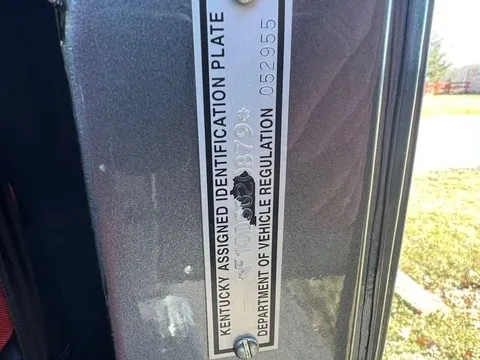 KENTUCKY ASSIGNED IDENTIFICATION PLATE
DEPARTMENT OF VEHICLE REGULATION 052955